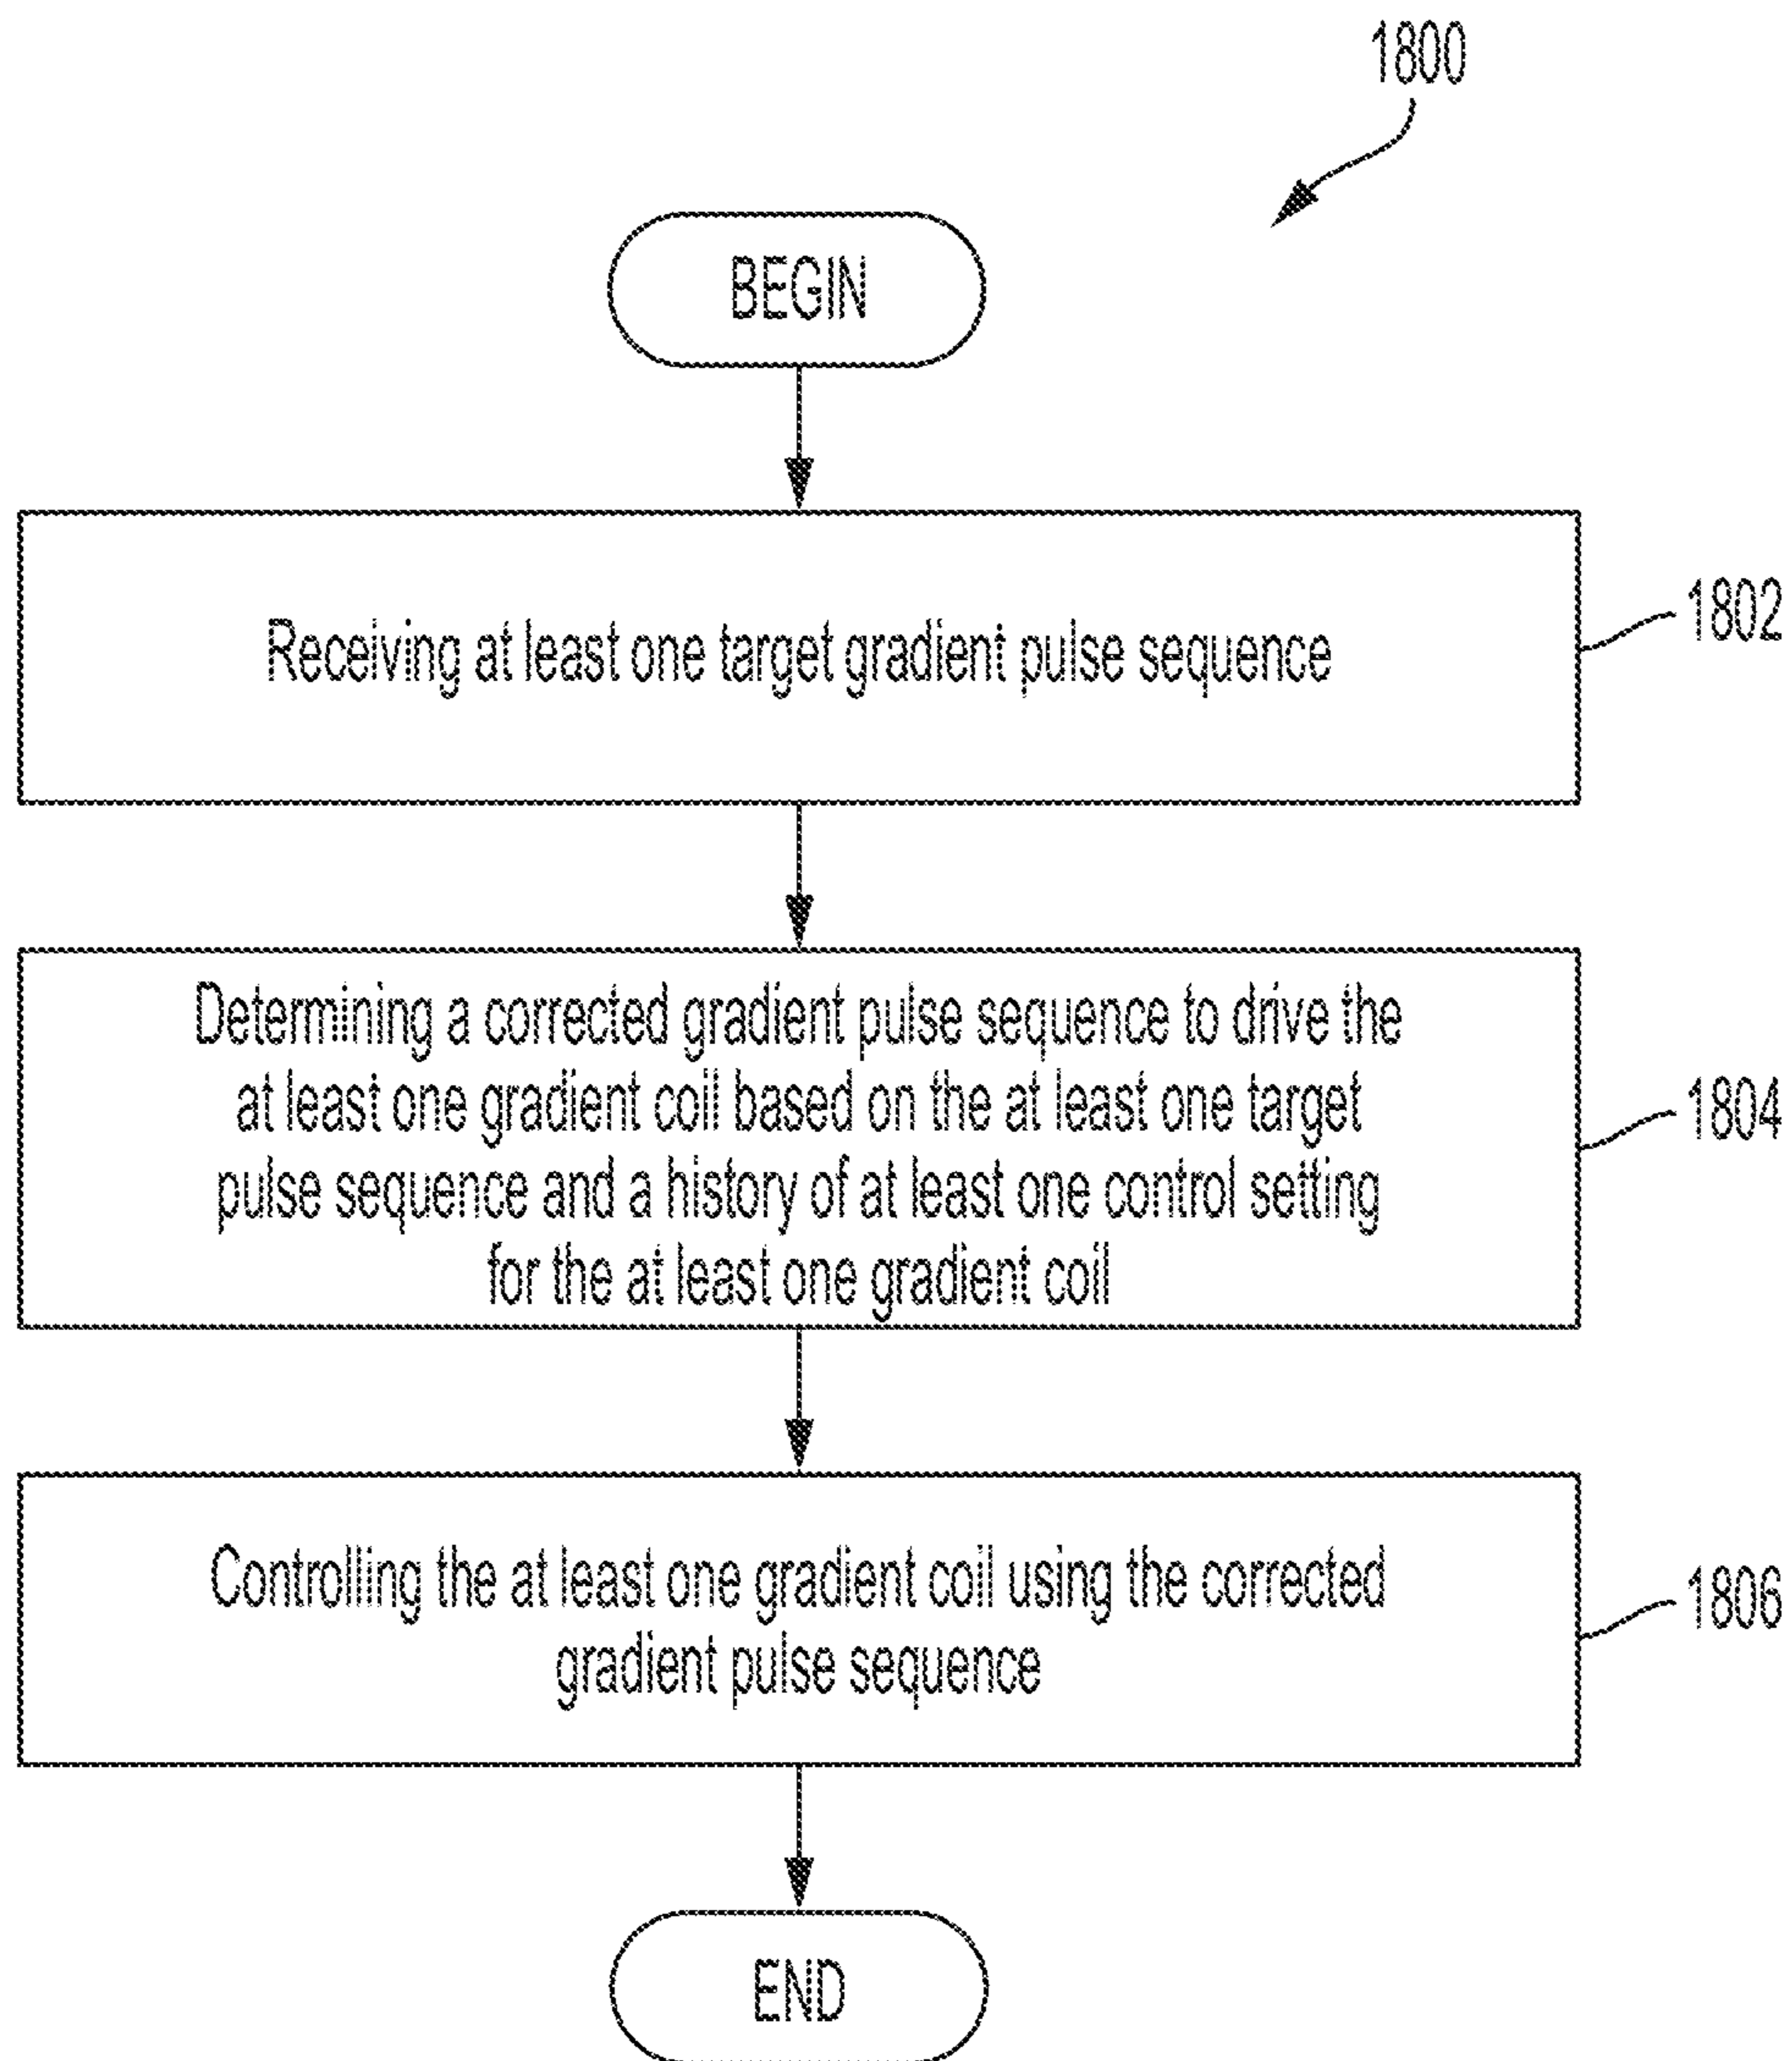 1800
BEGIN
Receiving at least one target gradient pulse sequence
1802
Determining a corrected gradient pulse sequence to drive the
at least one gradient coil based on the at least one target
pulse sequence and a history of at least one control setting
for the at least one gradient coil
1804
Controlling the at least one gradient coil using the corrected
gradient pulse sequence
1806
END